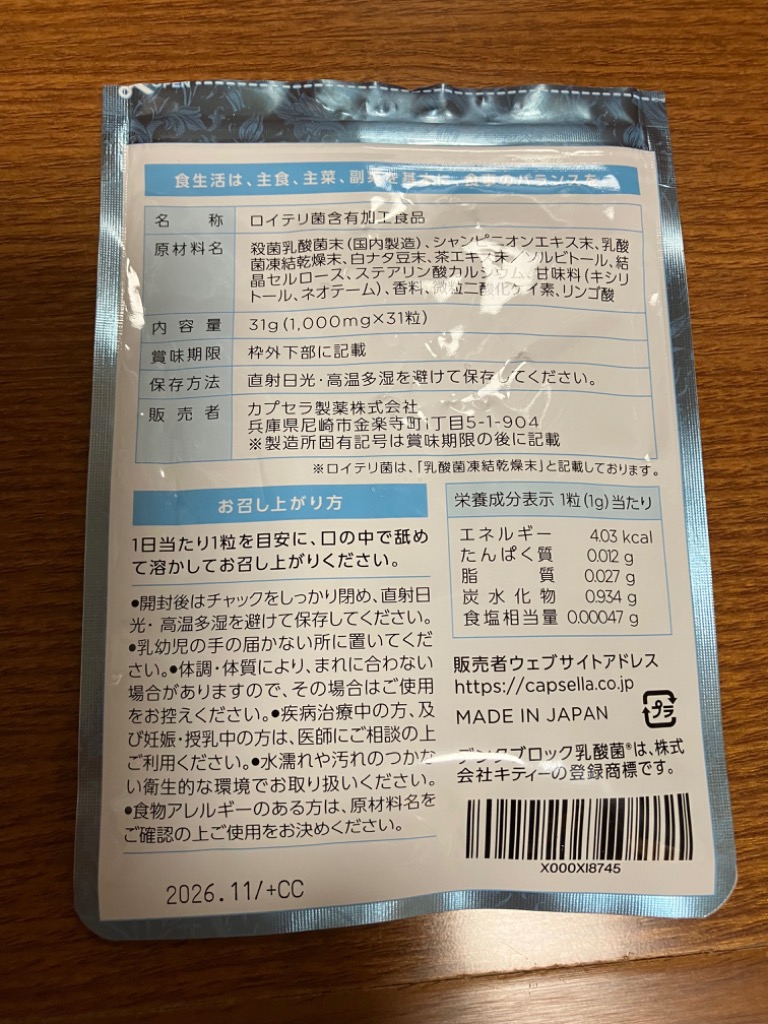 OPEN
食生活は、主食、主菜、副菜を基本に、食事のバランスを。
名称 ロイテリ菌含有加工食品
原材料名 殺菌乳酸菌末(国内製造)、シャンピニオンエキス末、乳酸
菌凍結乾燥末、白ナタ豆末、茶エキス末／ソルビトール、結
晶セルロース、ステアリン酸カルシウム、甘味料(キシリ
トール、ネオテーム)、香料、微粒二酸化ケイ素、リンゴ酸
内容量 31g(1,000mg×31粒)
賞味期限 枠外下部に記載
保存方法 直射日光・高温多湿を避けて保存してください。
販売者 カプセラ製薬株式会社
兵庫県尼崎市金楽寺町1丁目5-1-904
※製造所固有記号は賞味期限の後に記載
※ロイテリ菌は、「乳酸菌凍結乾燥末」と記載しております。
お召し上がり方
1日当たり1粒を目安に、口の中で舐め
て溶かしてお召し上がりください。
●開封後はチャックをしっかり閉め、直射日
光・高温多湿を避けて保存してください。
●乳幼児の手の届かない所に置いてくだ
さい。●体調・体質により、まれに合わない
場合がありますので、その場合はご使用
をお控えください。●疾病治療中の方、及
び妊娠・授乳中の方は、医師にご相談の上
ご利用ください。●水濡れや汚れのつかな
い衛生的な環境でお取り扱いください。
●食物アレルギーのある方は、原材料名を
ご確認の上ご使用をお決めください。
2026.11/+CC
栄養成分表示 1粒(1g)当たり
エネルギー 4.03 kcal
たんぱく質 0.012 g
脂質 0.027 g
炭水化物 0.934 g
食塩相当量 0.00047 g
販売者ウェブサイトアドレス
https://capsella.co.jp
MADE IN JAPAN
プラ
デンタブロック乳酸菌®は、株式
会社キティーの登録商標です。
X000XI8745